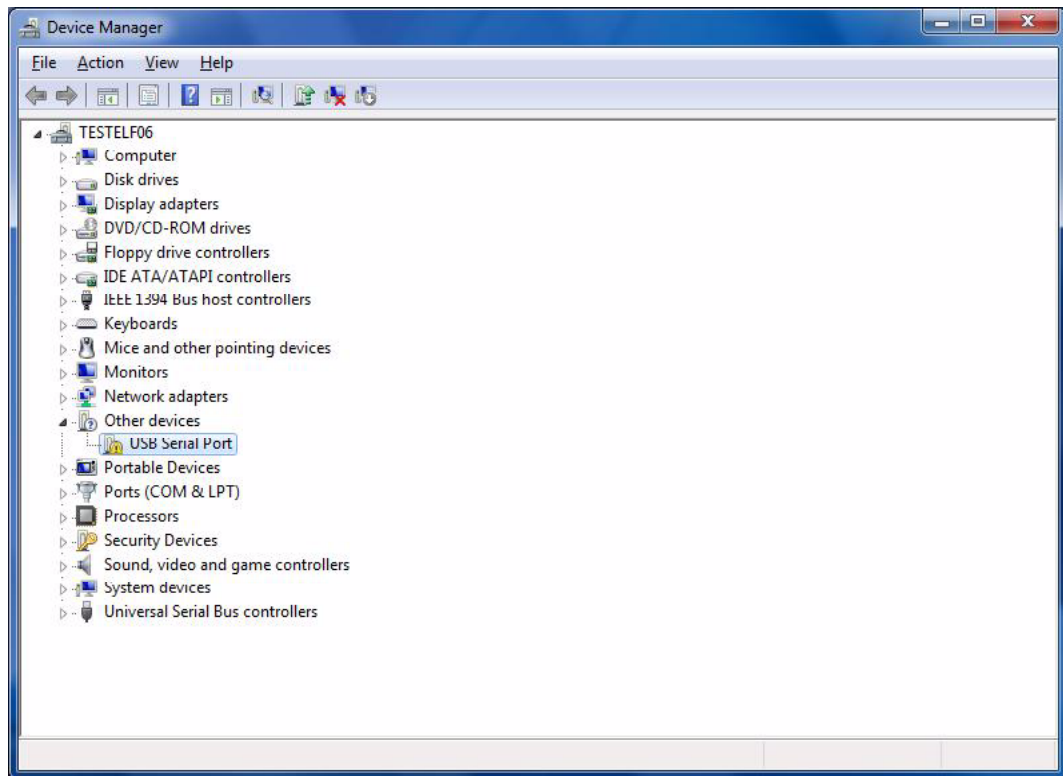 Device Manager
File Action View Help
TESTELF06
Computer
Disk drives
Display adapters
DVD/CD-ROM drives
Floppy drive controllers
IDE ATA/ATAPI controllers
IEEE 1394 Bus host controllers
Keyboards
Mice and other pointing devices
Monitors
Network adapters
Other devices
USB Serial Port
Portable Devices
Ports (COM & LPT)
Processors
Security Devices
Sound, video and game controllers
System devices
Universal Serial Bus controllers